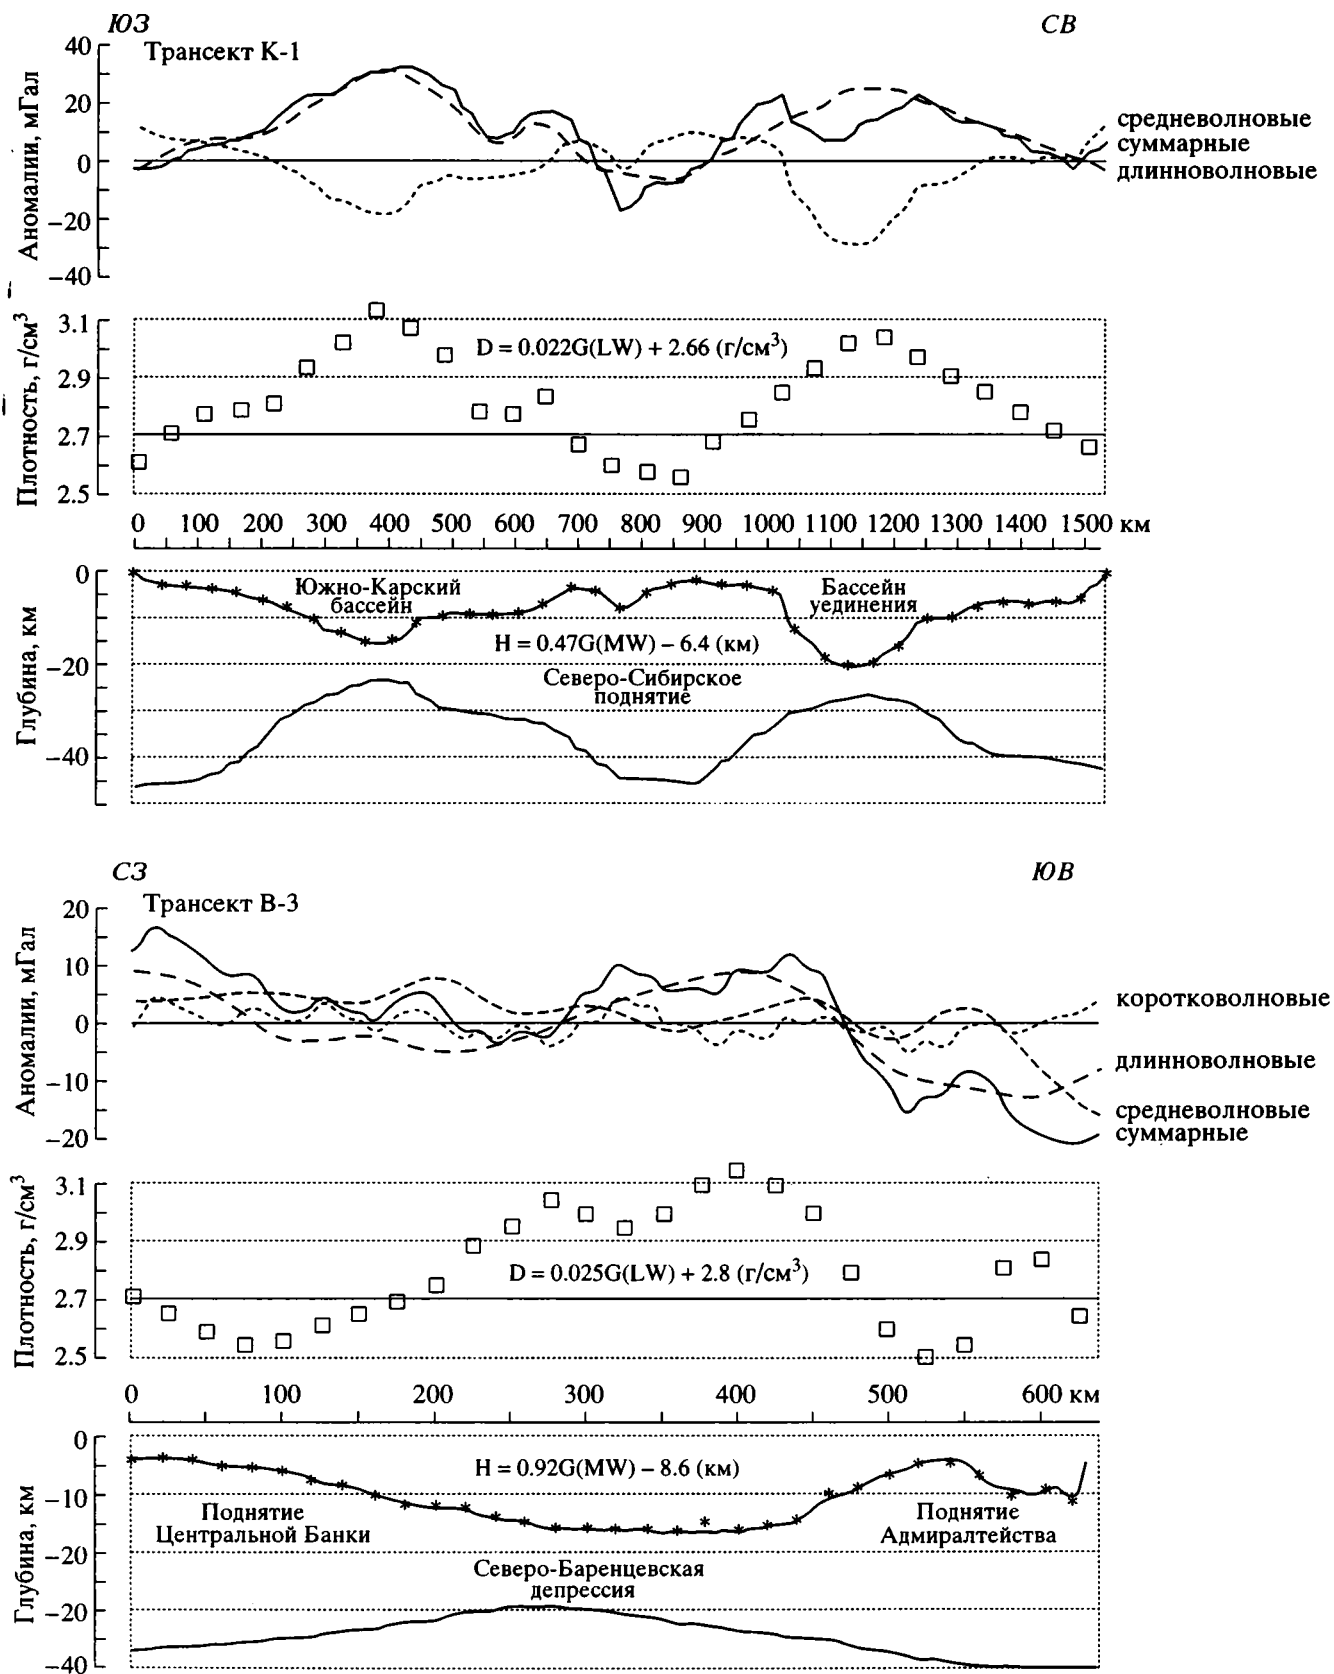 ЮЗ СВ
Трансект К-1
Аномалии, мГал
40
20
0
−20
−40
средневолновые
суммарные
длинноволновые
Плотность, г/см³
3.1
2.9
2.7
2.5
D = 0.022G(LW) + 2.66 (г/см³)
0 100 200 300 400 500 600 700 800 900 1000 1100 1200 1300 1400 1500 км
Глубина, км
0
−10
−20
−40
Южно-Карский
бассейн
Бассейн
уединения
H = 0.47G(MW) − 6.4 (км)
Северо-Сибирское
поднятие
СЗ ЮВ
Трансект В-3
Аномалии, мГал
20
10
0
−10
−20
коротковолновые
длинноволновые
средневолновые
суммарные
Плотность, г/см³
3.1
2.9
2.7
2.5
D = 0.025G(LW) + 2.8 (г/см³)
0 100 200 300 400 500 600 км
Глубина, км
0
−10
−20
−20
−40
H = 0.92G(MW) − 8.6 (км)
Поднятие
Центральной Банки
Поднятие
Адмиралтейства
Северо-Баренцевская
депрессия